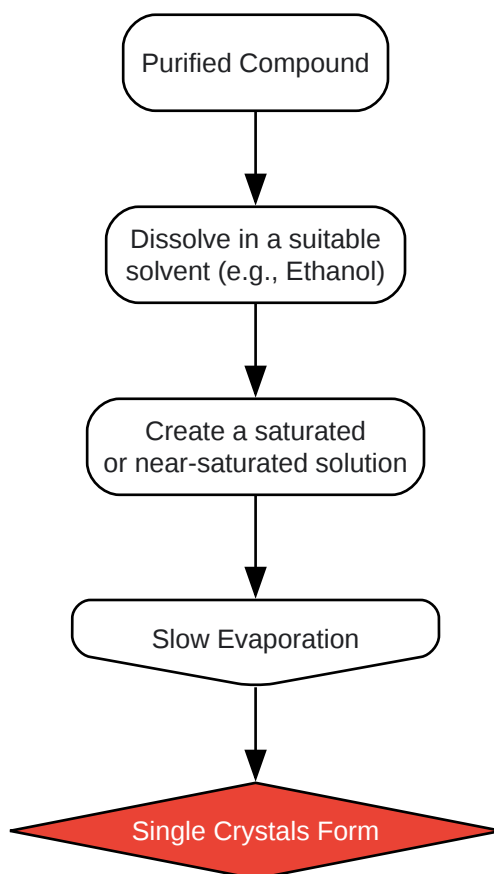 Purified Compound
Dissolve in a suitable
solvent (e.g., Ethanol)
Create a saturated
or near-saturated solution
Slow Evaporation
Single Crystals Form